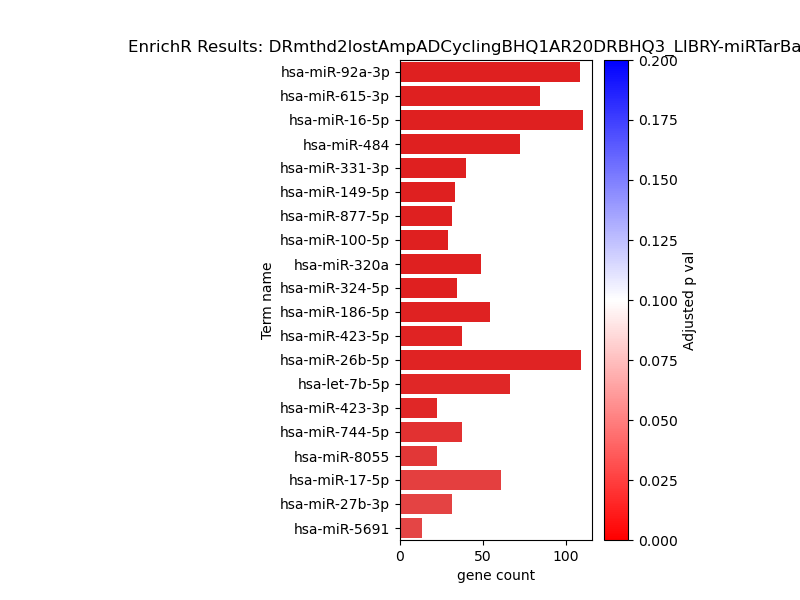 EnrichR Results: DRmthd2lostAmpADCyclingBHQ1AR20DRBHQ3_LIBRY-miRTarBa
hsa-miR-92a-3p
hsa-miR-615-3p
hsa-miR-16-5p
hsa-miR-484
hsa-miR-331-3p
hsa-miR-149-5p
hsa-miR-877-5p
hsa-miR-100-5p
hsa-miR-320a
hsa-miR-324-5p
hsa-miR-186-5p
hsa-miR-423-5p
hsa-miR-26b-5p
hsa-let-7b-5p
hsa-miR-423-3p
hsa-miR-744-5p
hsa-miR-8055
hsa-miR-17-5p
hsa-miR-27b-3p
hsa-miR-5691
Term name
0 50 100
gene count
0.200
0.175
0.150
0.125
0.100
0.075
0.050
0.025
0.000
Adjusted p val